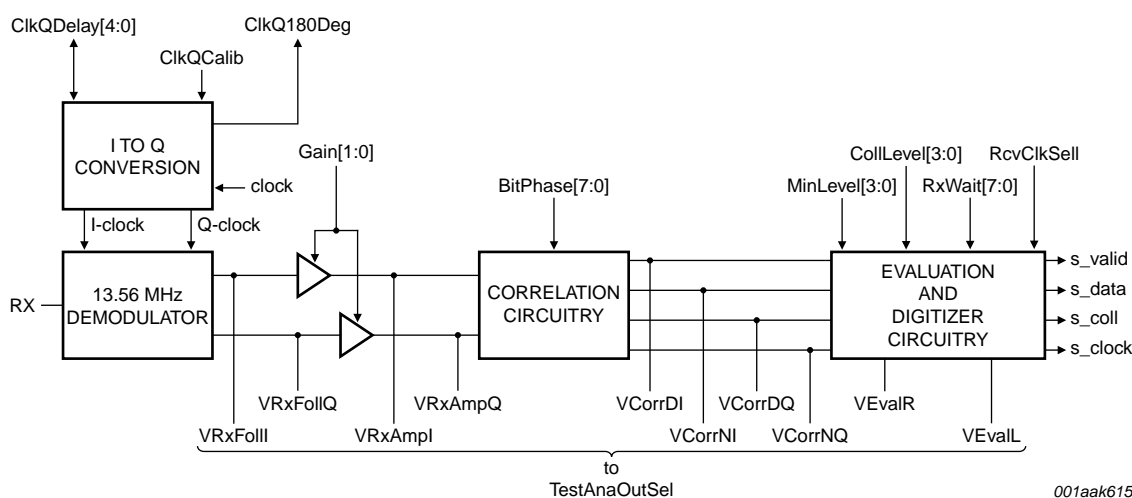 ClkQDelay[4:0]
ClkQ180Deg
ClkQCalib
I TO Q
CONVERSION
clock
I-clock
Q-clock
Gain[1:0]
BitPhase[7:0]
CollLevel[3:0]
RcvClkSelI
MinLevel[3:0]
RxWait[7:0]
RX
13.56 MHz
DEMODULATOR
CORRELATION
CIRCUITRY
EVALUATION
AND
DIGITIZER
CIRCUITRY
s_valid
s_data
s_coll
s_clock
VRxFollQ
VRxAmpQ
VCorrDI
VCorrDQ
VEvalR
VRxFollI
VRxAmpI
VCorrNI
VCorrNQ
VEvalL
to
TestAnaOutSel
001aak615